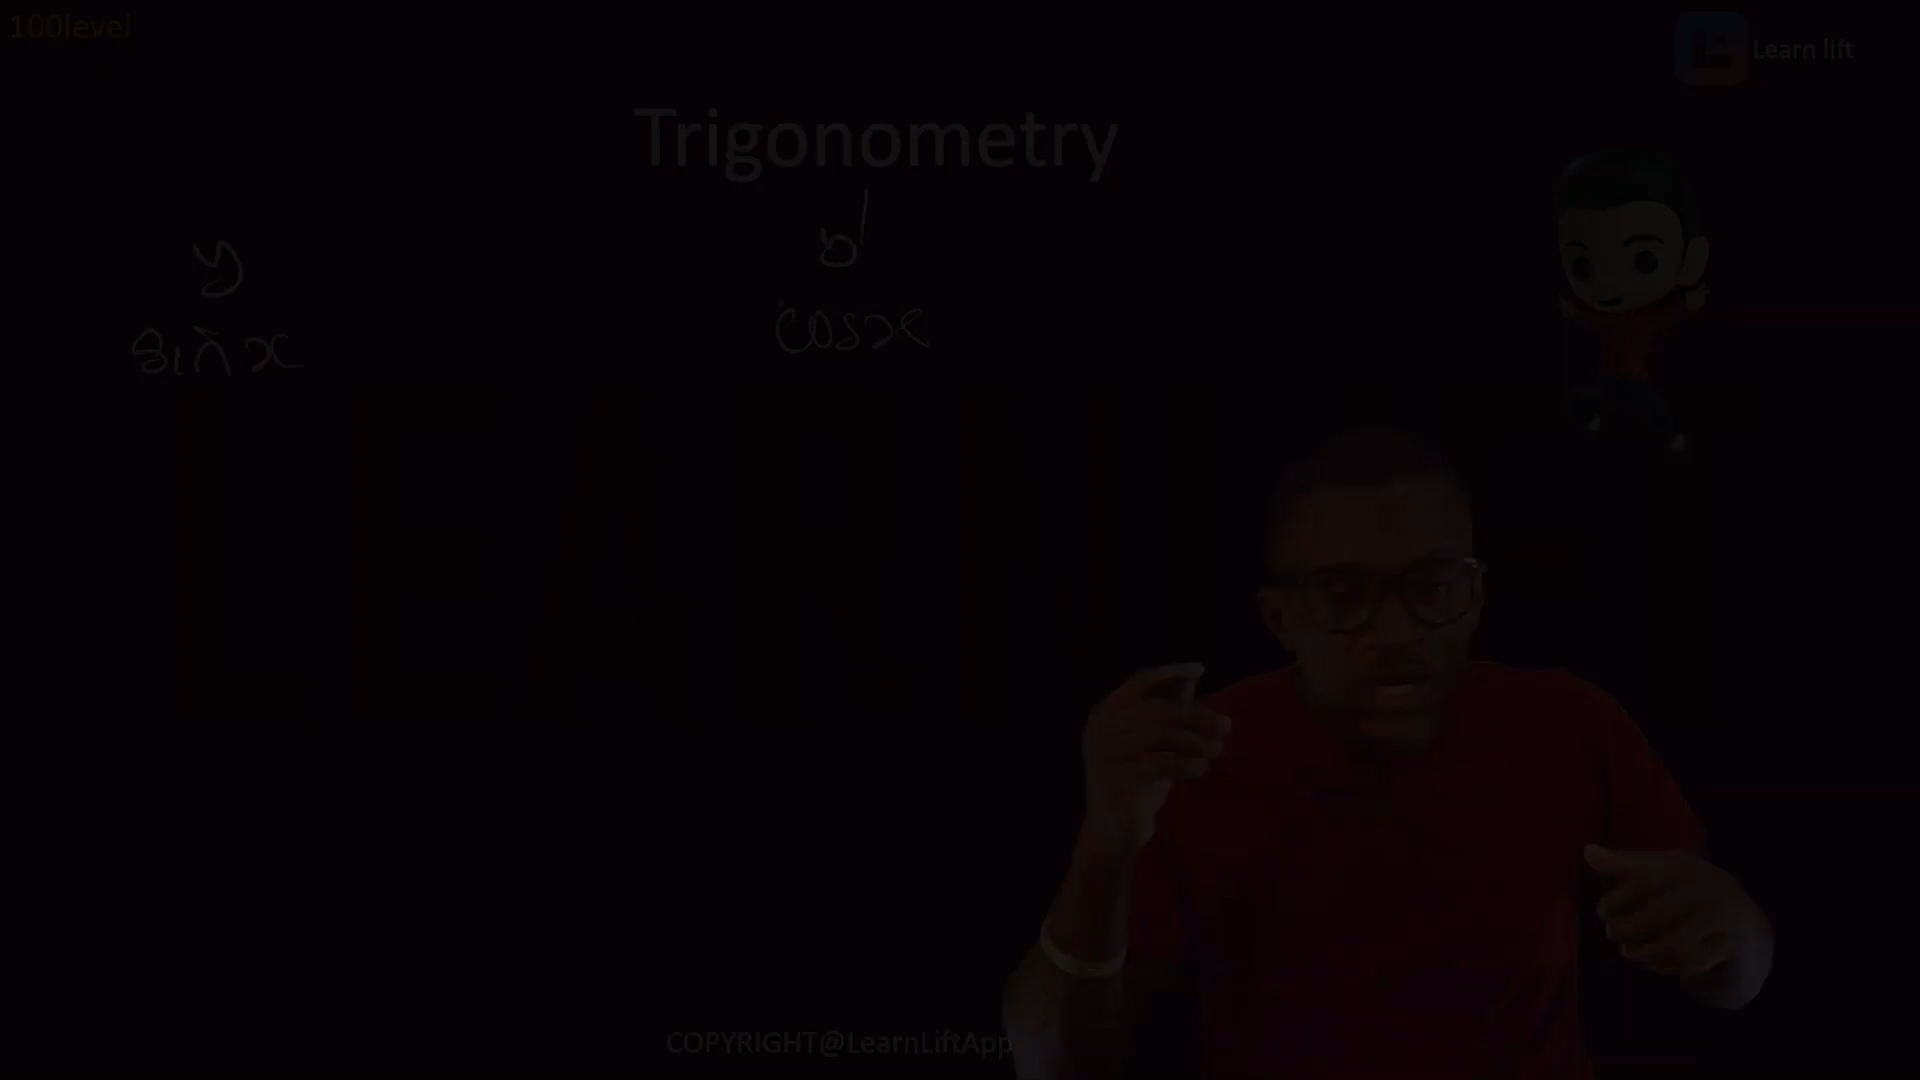 100level
Learn lift
Trigonometry
y
sin x
cos x
COPYRIGHT@LearnLiftApp